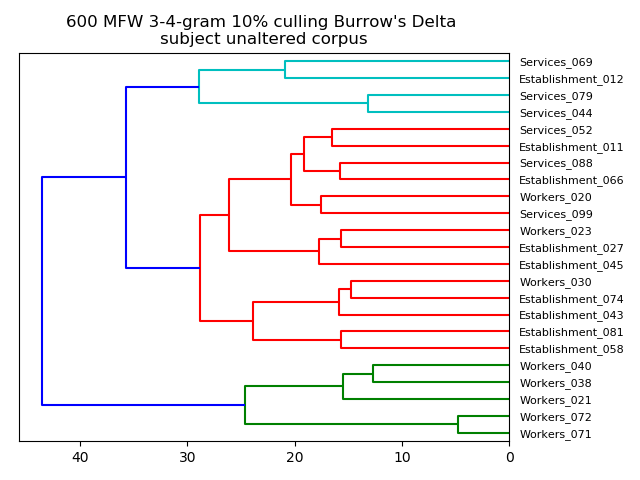 600 MFW 3-4-gram 10% culling Burrow's Delta
subject unaltered corpus
Services_069
Establishment_012
Services_079
Services_044
Services_052
Establishment_011
Services_088
Establishment_066
Workers_020
Services_099
Workers_023
Establishment_027
Establishment_045
Workers_030
Establishment_074
Establishment_043
Establishment_081
Establishment_058
Workers_040
Workers_038
Workers_021
Workers_072
Workers_071
40 30 20 10 0